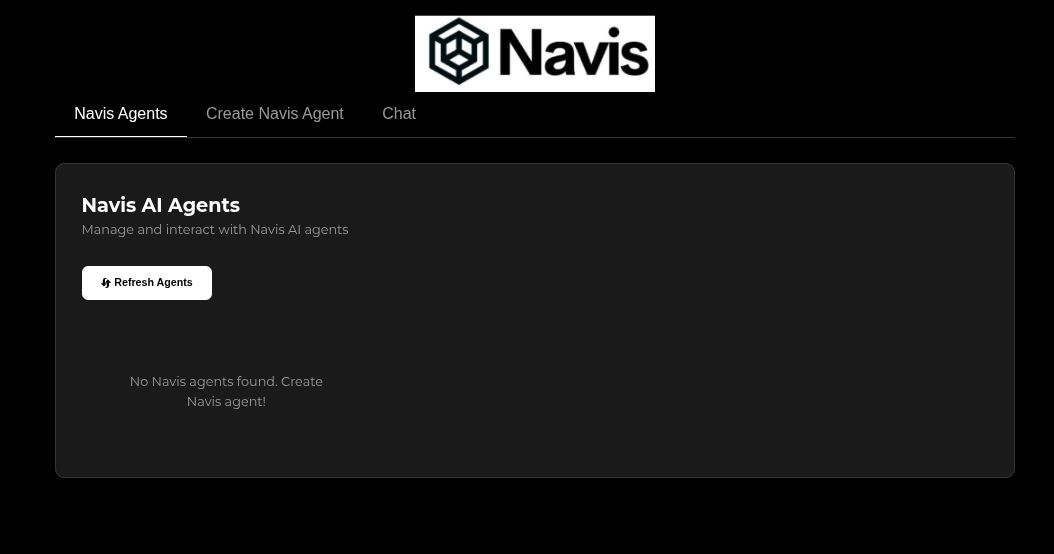 Navis
Navis Agents
Create Navis Agent
Chat
Navis AI Agents
Manage and interact with Navis AI agents
Refresh Agents
No Navis agents found. Create
Navis agent!